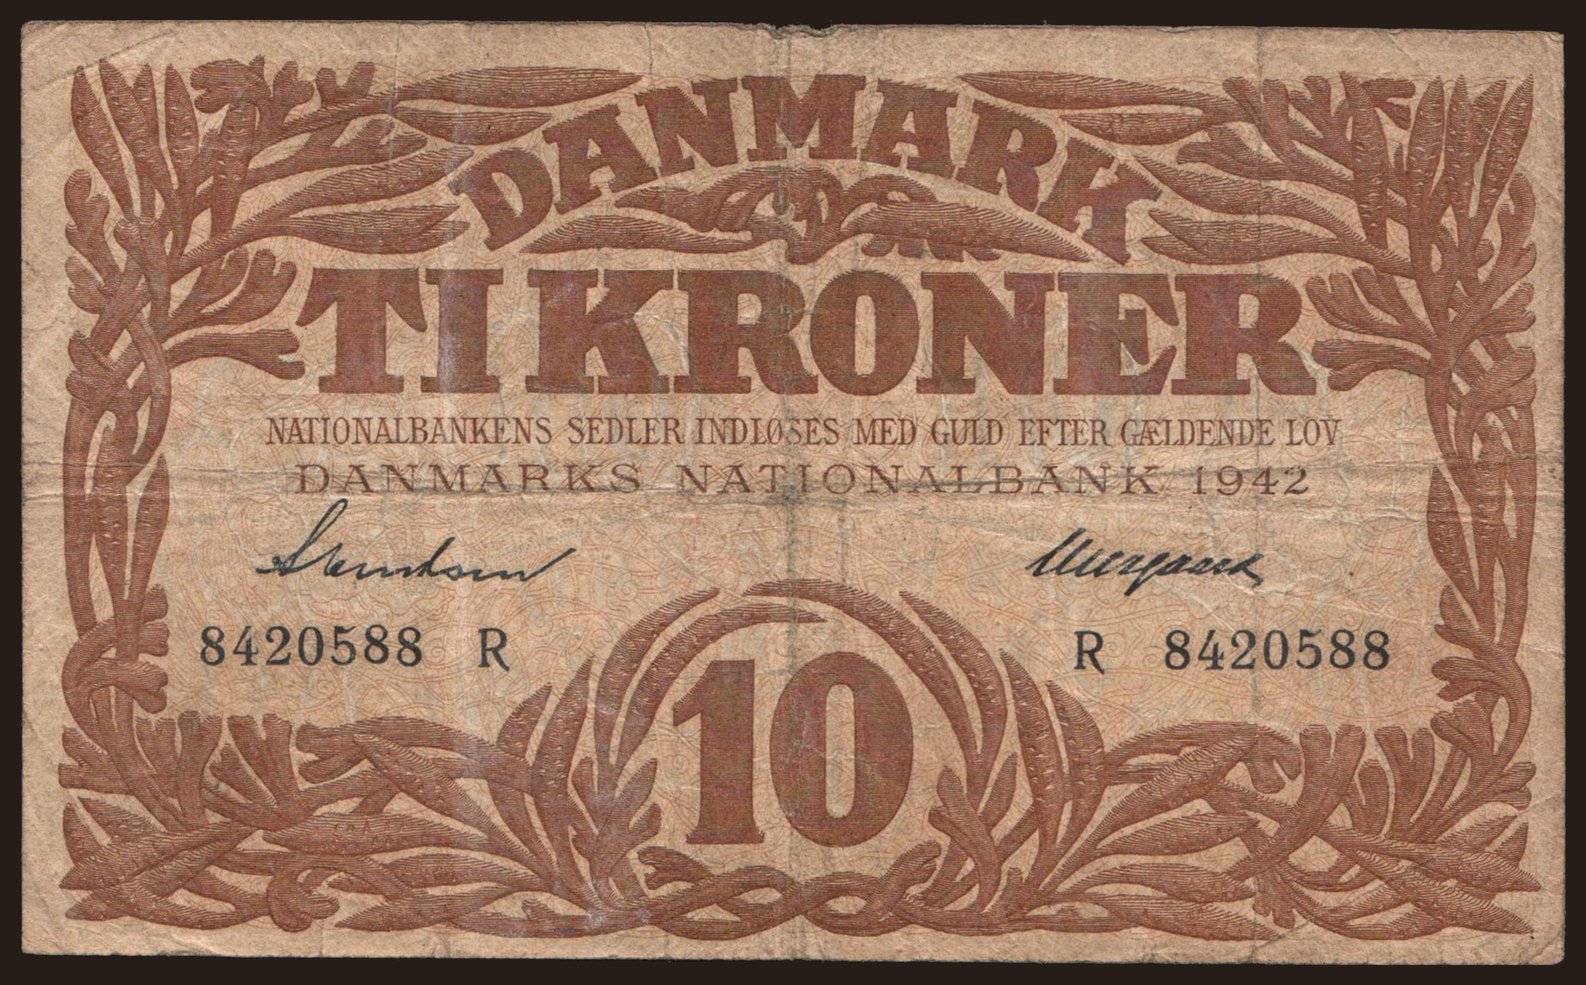 DANMARK
TI KRONER
NATIONALBANKENS SEDLER INDLØSES MED GULD EFTER GÆLDENDE LOV
DANMARKS NATIONALBANK 1942
8420588 R R 8420588
10